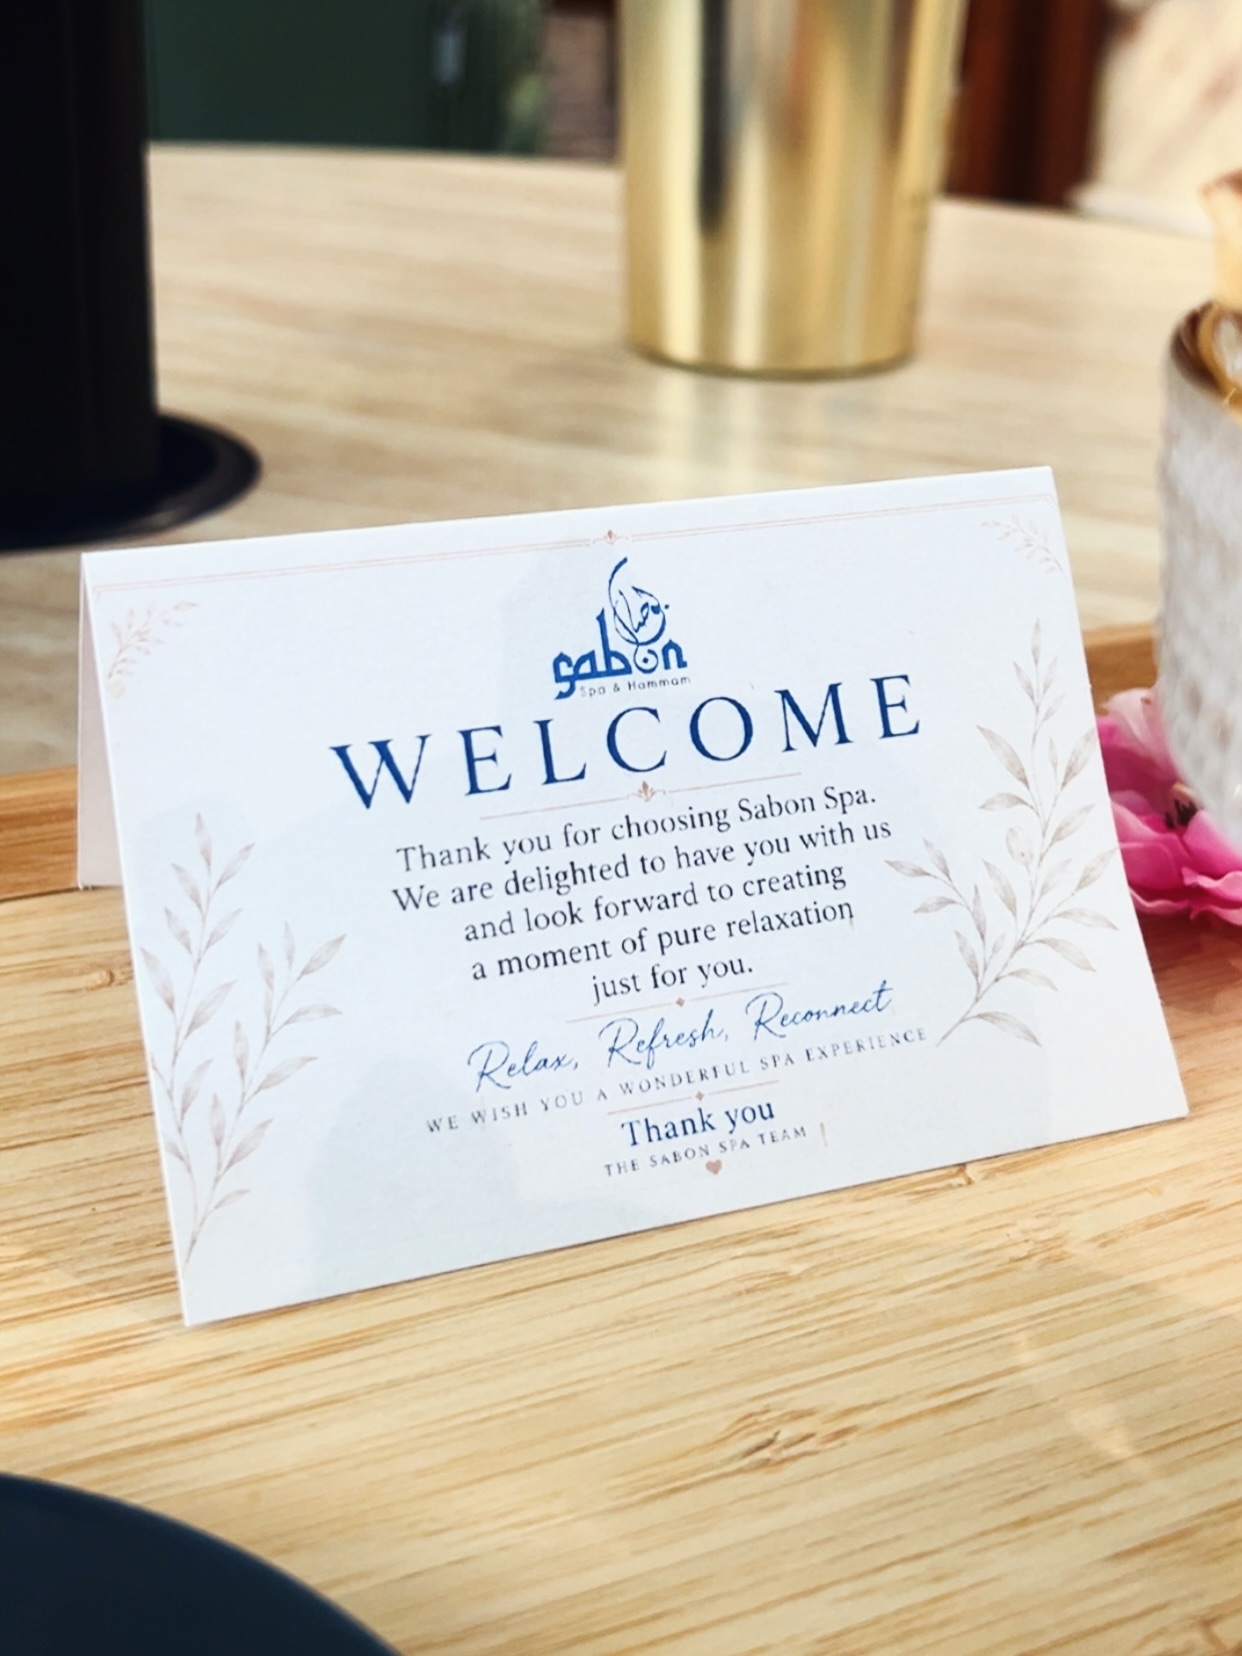 sabon
Spa & Hammam
WELCOME
Thank you for choosing Sabon Spa.
We are delighted to have you with us
and look forward to creating
a moment of pure relaxation
just for you.
Relax, Refresh, Reconnect
WE WISH YOU A WONDERFUL SPA EXPERIENCE
Thank you
THE SABON SPA TEAM